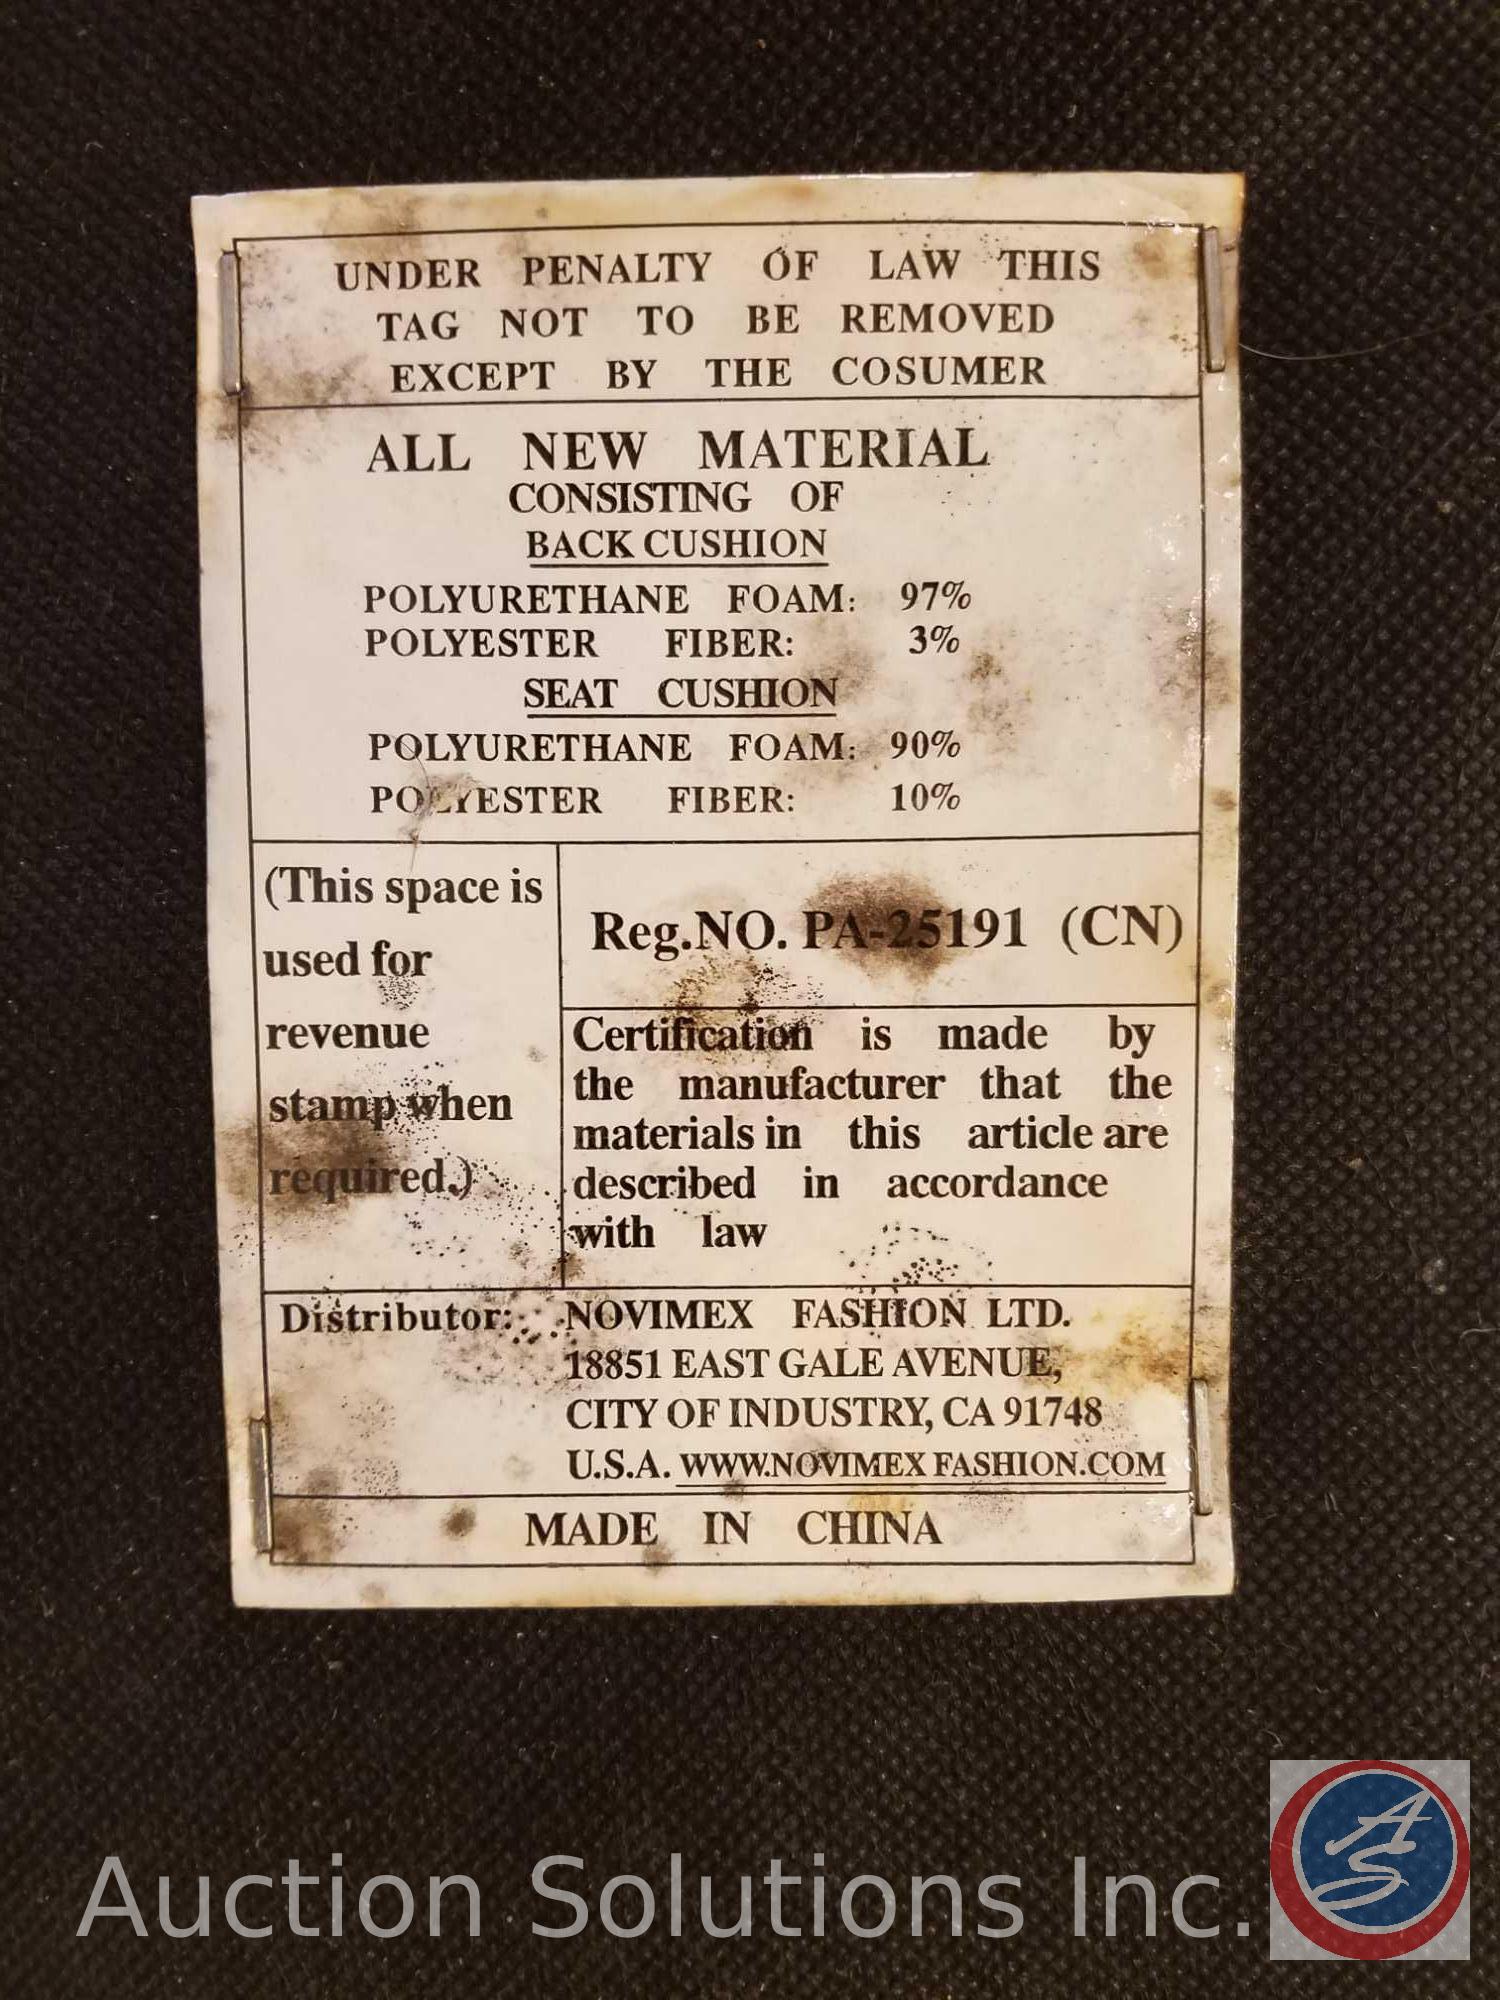 UNDER PENALTY OF LAW THIS
TAG NOT TO BE REMOVED
EXCEPT BY THE COSUMER
ALL NEW MATERIAL
CONSISTING OF
BACK CUSHION
POLYURETHANE FOAM: 97%
POLYESTER FIBER: 3%
SEAT CUSHION
POLYURETHANE FOAM: 90%
POLYESTER FIBER: 10%
(This space is
used for
revenue
stamp when
required.)
Reg.NO. PA-25191 (CN)
Certification is made by
the manufacturer that the
materials in this article are
described in accordance
with law
Distributor: NOVIMEX FASHION LTD.
18851 EAST GALE AVENUE,
CITY OF INDUSTRY, CA 91748
U.S.A. WWW.NOVIMEX FASHION.COM
MADE IN CHINA
Auction Solutions Inc.
AS